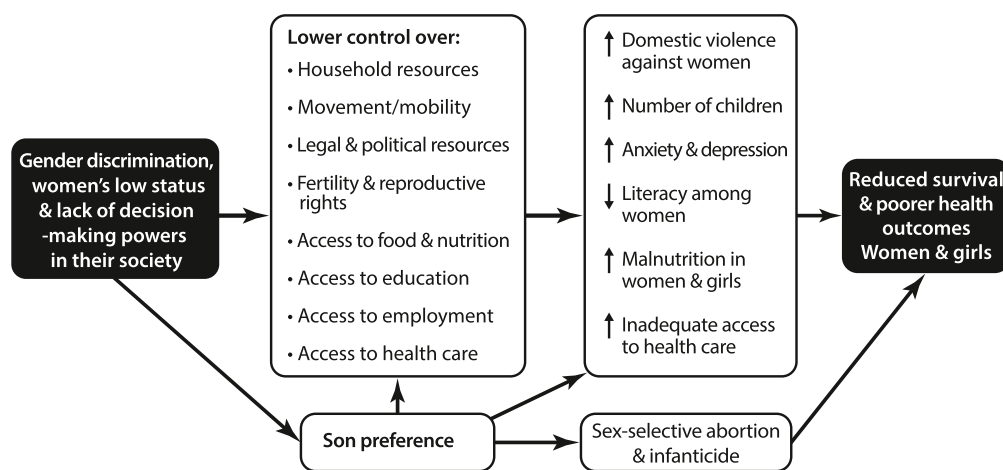 Gender discrimination,
women's low status
& lack of decision
-making powers
in their society
Lower control over:
• Household resources
• Movement/mobility
• Legal & political resources
• Fertility & reproductive
rights
• Access to food & nutrition
• Access to education
• Access to employment
• Access to health care
↑ Domestic violence
against women
↑ Number of children
↑ Anxiety & depression
↓ Literacy among
women
↑ Malnutrition in
women & girls
↑ Inadequate access
to health care
Reduced survival
& poorer health
outcomes
Women & girls
Son preference
Sex-selective abortion
& infanticide